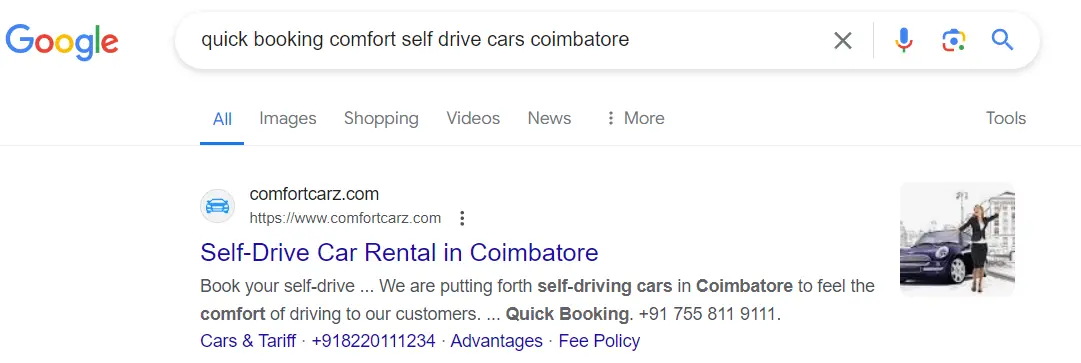 Google
quick booking comfort self drive cars coimbatore
All Images Shopping Videos News More Tools
comfortcarz.com
https://www.comfortcarz.com
Self-Drive Car Rental in Coimbatore
Book your self-drive ... We are putting forth self-driving cars in Coimbatore to feel the
comfort of driving to our customers. ... Quick Booking. +91 755 811 9111.
Cars & Tariff · +918220111234 · Advantages · Fee Policy